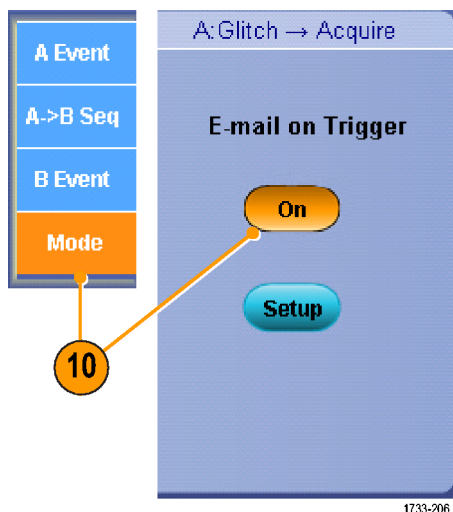 A Event
A->B Seq
B Event
Mode
10
A:Glitch → Acquire
E-mail on Trigger
On
Setup
1733-206